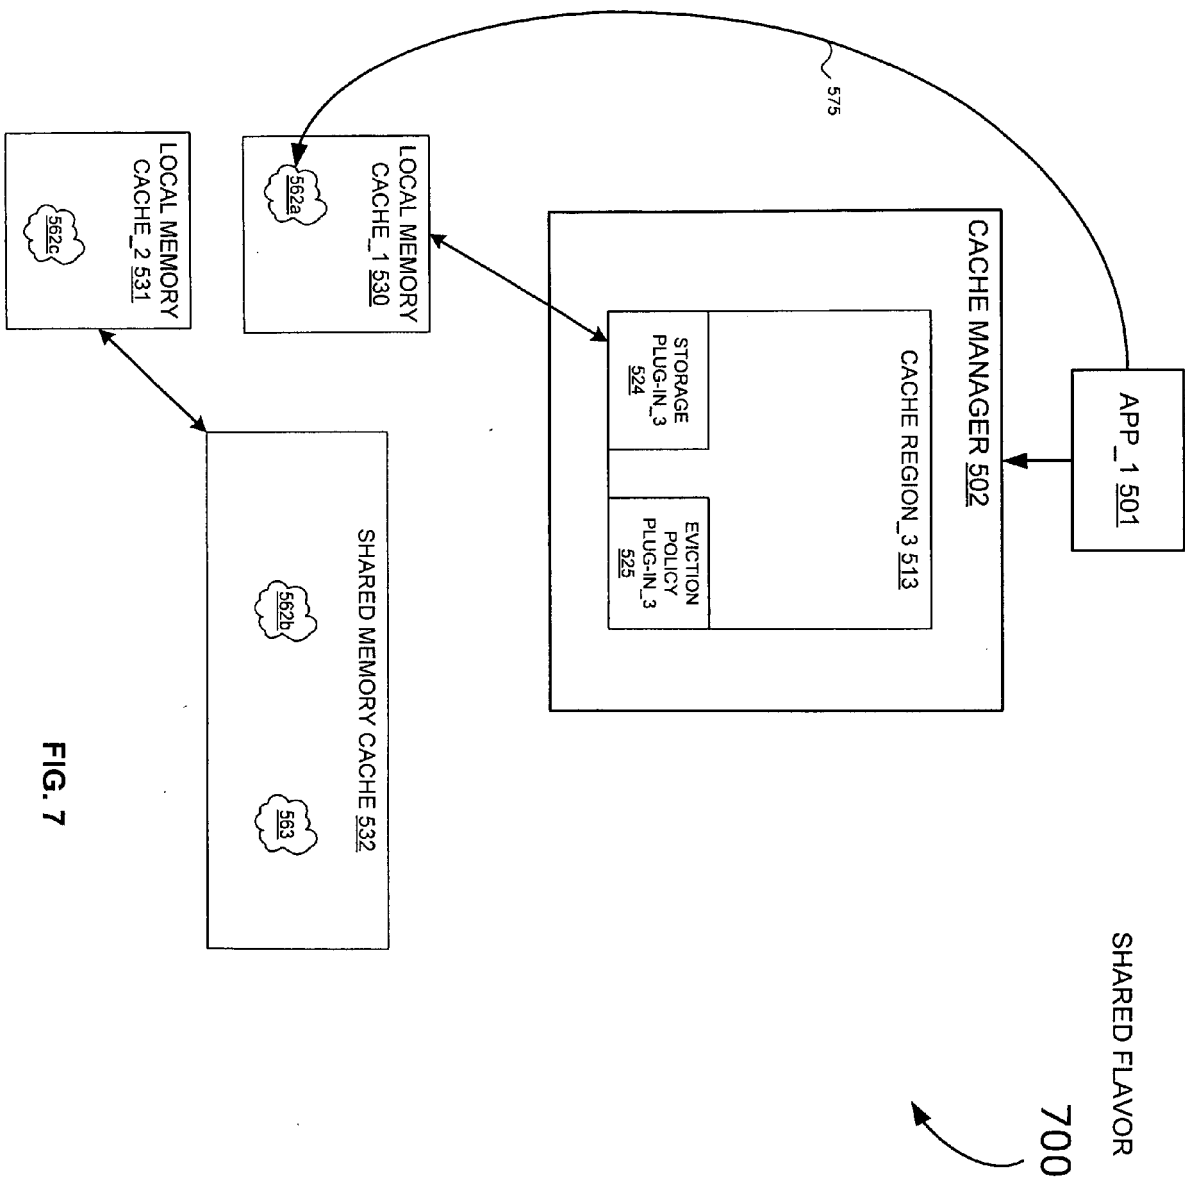 SHARED FLAVOR
700
APP_1 501
575
CACHE MANAGER 502
CACHE REGION_3 513
STORAGE
PLUG-IN_3
524
EVICTION
POLICY
PLUG-IN_3
525
LOCAL MEMORY
CACHE_1 530
562a
SHARED MEMORY CACHE 532
562b
563
LOCAL MEMORY
CACHE_2 531
562c
FIG. 7